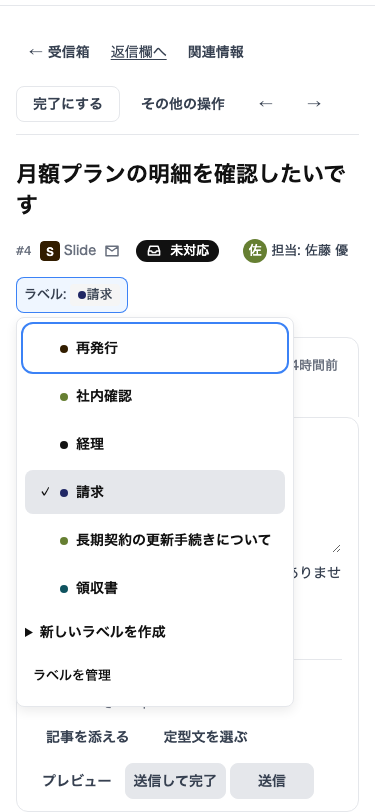 ← 受信箱 返信欄へ 関連情報
完了にする その他の操作 ← →
月額プランの明細を確認したいで
す
#4 S Slide 未対応 佐 担当: 佐藤 優
ラベル: 請求
4時間前
再発行
社内確認
経理
✓ 請求
長期契約の更新手続きについて
ありませ
領収書
▶ 新しいラベルを作成
ラベルを管理
記事を添える 定型文を選ぶ
プレビュー 送信して完了 送信